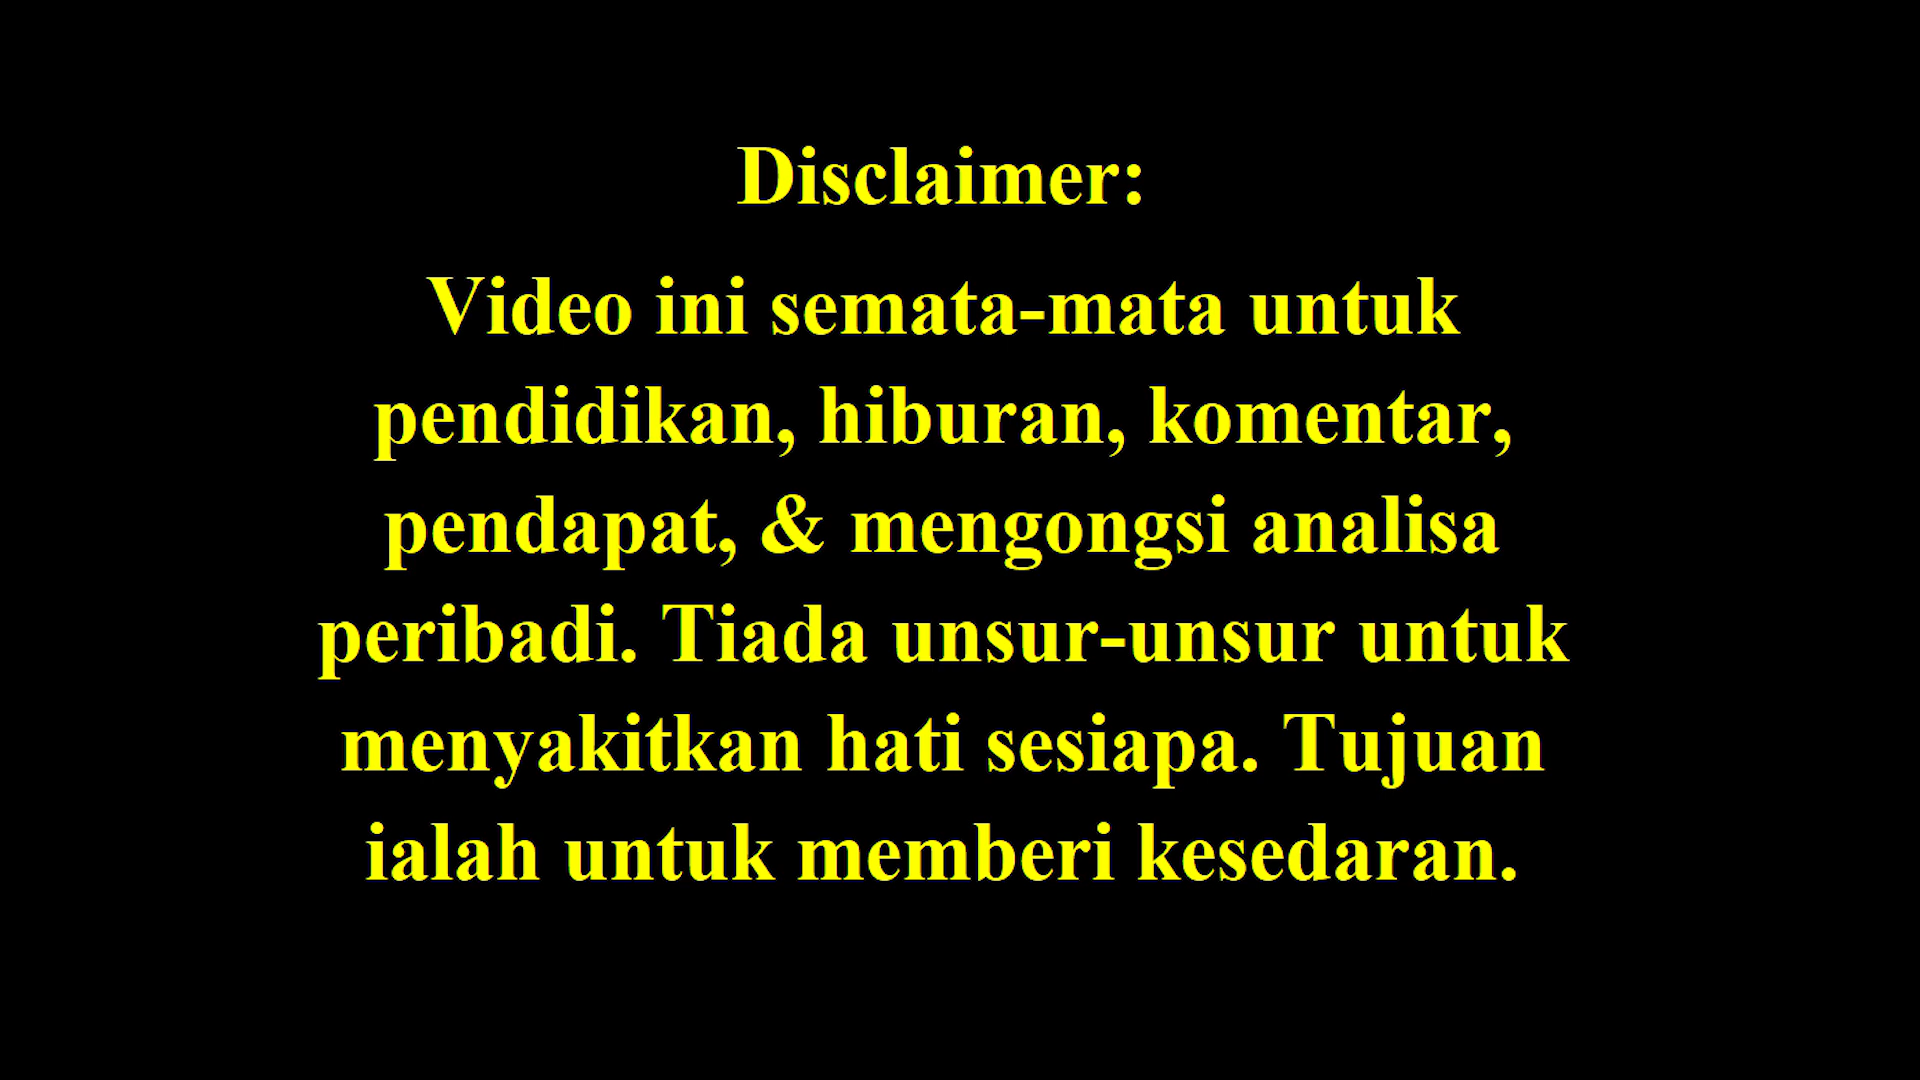 Disclaimer:
Video ini semata-mata untuk
pendidikan, hiburan, komentar,
pendapat, & mengongsi analisa
peribadi. Tiada unsur-unsur untuk
menyakitkan hati sesiapa. Tujuan
ialah untuk memberi kesedaran.